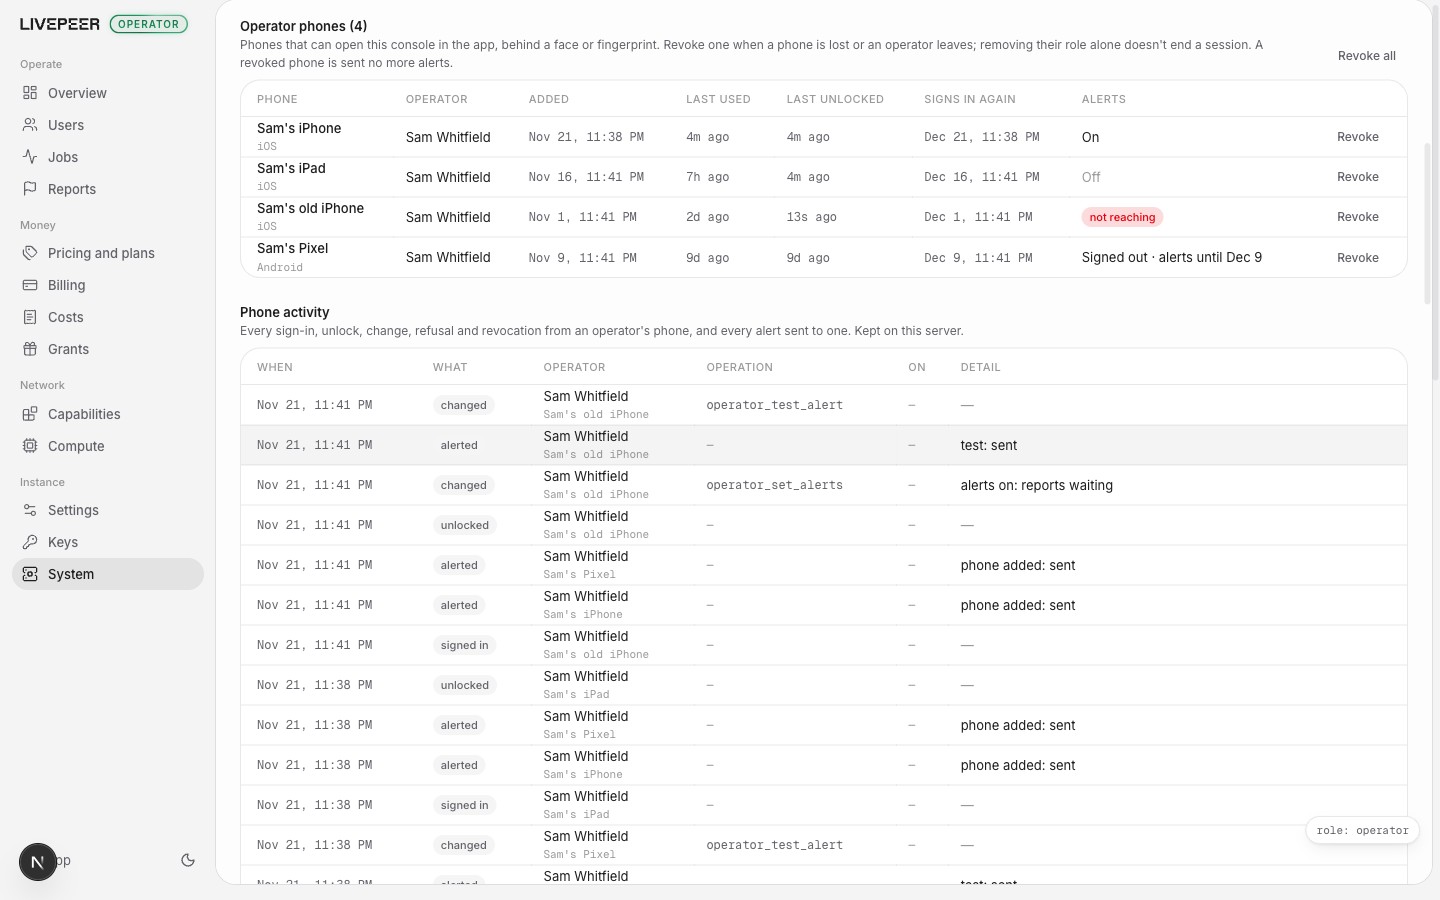 LIVEPEER OPERATOR
Operate
Overview
Users
Jobs
Reports
Money
Pricing and plans
Billing
Costs
Grants
Network
Capabilities
Compute
Instance
Settings
Keys
System
N pp
Operator phones (4)
Phones that can open this console in the app, behind a face or fingerprint. Revoke one when a phone is lost or an operator leaves; removing their role alone doesn't end a session. A
revoked phone is sent no more alerts.
Revoke all
PHONE OPERATOR ADDED LAST USED LAST UNLOCKED SIGNS IN AGAIN ALERTS
Sam's iPhone
iOS
Sam Whitfield Nov 21, 11:38 PM 4m ago 4m ago Dec 21, 11:38 PM On Revoke
Sam's iPad
iOS
Sam Whitfield Nov 16, 11:41 PM 7h ago 4m ago Dec 16, 11:41 PM Off Revoke
Sam's old iPhone
iOS
Sam Whitfield Nov 1, 11:41 PM 2d ago 13s ago Dec 1, 11:41 PM not reaching Revoke
Sam's Pixel
Android
Sam Whitfield Nov 9, 11:41 PM 9d ago 9d ago Dec 9, 11:41 PM Signed out · alerts until Dec 9 Revoke
Phone activity
Every sign-in, unlock, change, refusal and revocation from an operator's phone, and every alert sent to one. Kept on this server.
WHEN WHAT OPERATOR OPERATION ON DETAIL
Nov 21, 11:41 PM changed Sam Whitfield operator_test_alert – —
Sam's old iPhone
Nov 21, 11:41 PM alerted Sam Whitfield – – test: sent
Sam's old iPhone
Nov 21, 11:41 PM changed Sam Whitfield operator_set_alerts – alerts on: reports waiting
Sam's old iPhone
Nov 21, 11:41 PM unlocked Sam Whitfield – – —
Sam's old iPhone
Nov 21, 11:41 PM alerted Sam Whitfield – – phone added: sent
Sam's Pixel
Nov 21, 11:41 PM alerted Sam Whitfield – – phone added: sent
Sam's iPhone
Nov 21, 11:41 PM signed in Sam Whitfield – – —
Sam's old iPhone
Nov 21, 11:38 PM unlocked Sam Whitfield – – —
Sam's iPad
Nov 21, 11:38 PM alerted Sam Whitfield – – phone added: sent
Sam's Pixel
Nov 21, 11:38 PM alerted Sam Whitfield – – phone added: sent
Sam's iPhone
Nov 21, 11:38 PM signed in Sam Whitfield – – —
Sam's iPad
Nov 21, 11:38 PM changed Sam Whitfield operator_test_alert – —
Sam's Pixel
Nov 21, 11:38 PM alerted Sam Whitfield test: sent
role: operator